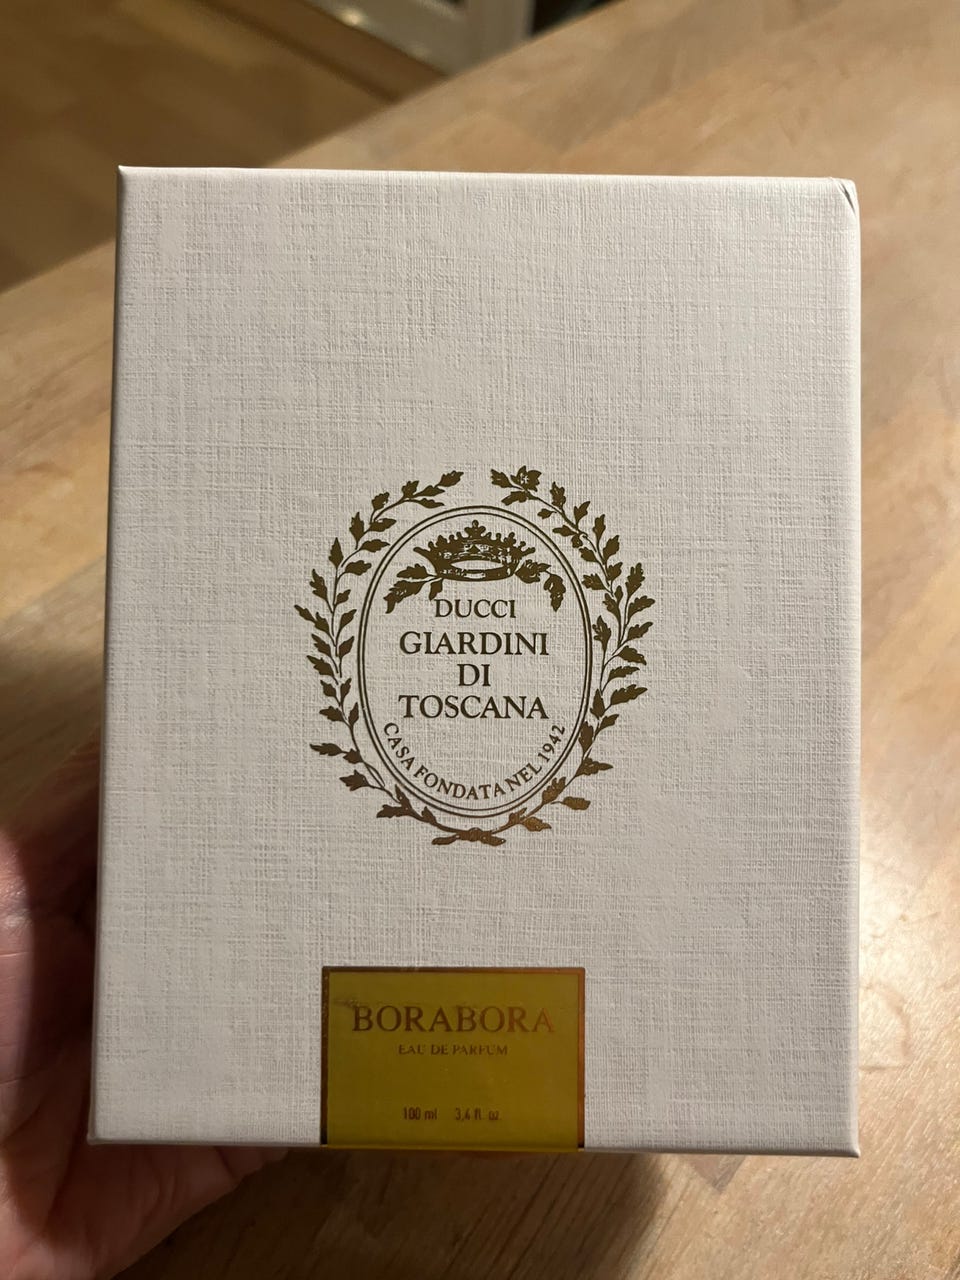 DUCCI
GIARDINI
DI
TOSCANA
CASA FONDATA NEL 1942
BORABORA
EAU DE PARFUM
100 ml 3,4 fl. oz.